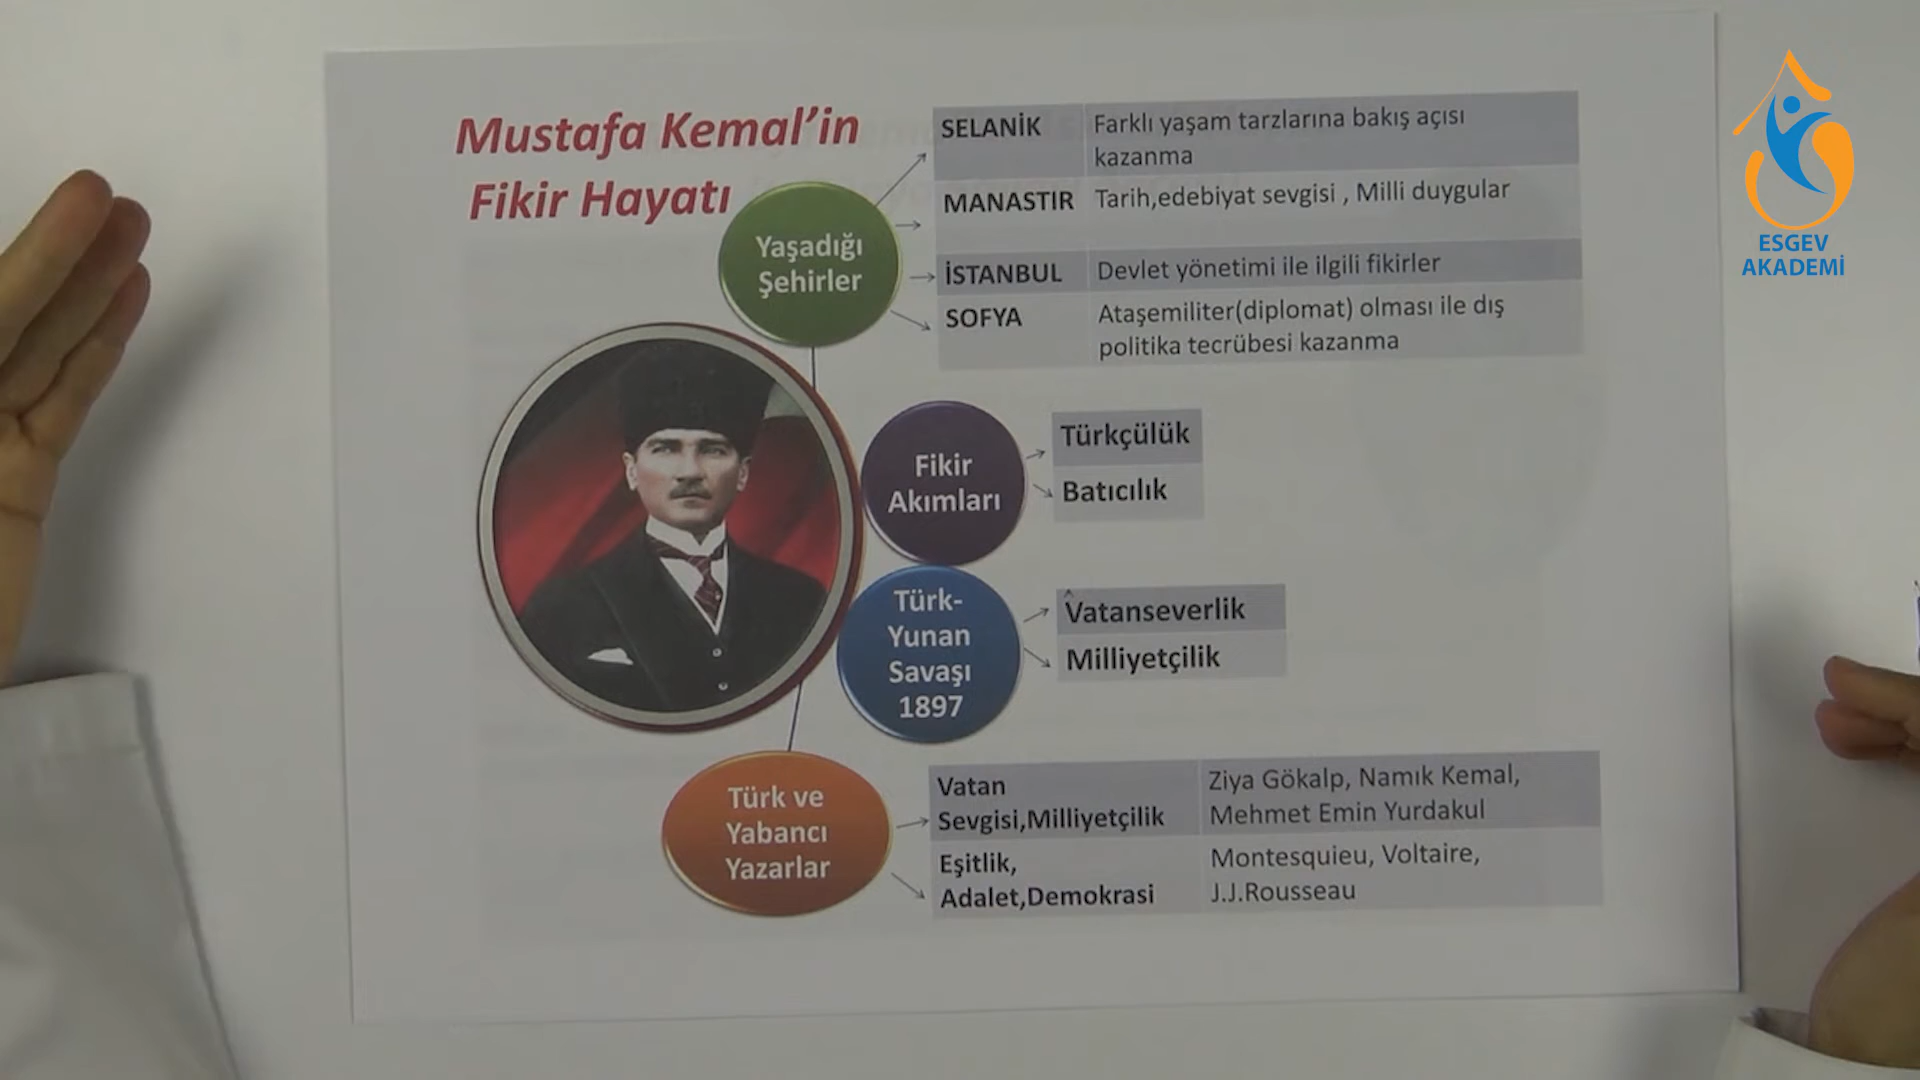 Mustafa Kemal'in
Fikir Hayatı
Yaşadığı
Şehirler
SELANİK
Farklı yaşam tarzlarına bakış açısı
kazanma
MANASTIR
Tarih,edebiyat sevgisi , Milli duygular
İSTANBUL
Devlet yönetimi ile ilgili fikirler
SOFYA
Ataşemiliter(diplomat) olması ile dış
politika tecrübesi kazanma
Fikir
Akımları
Türkçülük
Batıcılık
Türk-
Yunan
Savaşı
1897
Vatanseverlik
Milliyetçilik
Türk ve
Yabancı
Yazarlar
Vatan
Sevgisi,Milliyetçilik
Ziya Gökalp, Namık Kemal,
Mehmet Emin Yurdakul
Eşitlik,
Adalet,Demokrasi
Montesquieu, Voltaire,
J.J.Rousseau
ESGEV
AKADEMİ